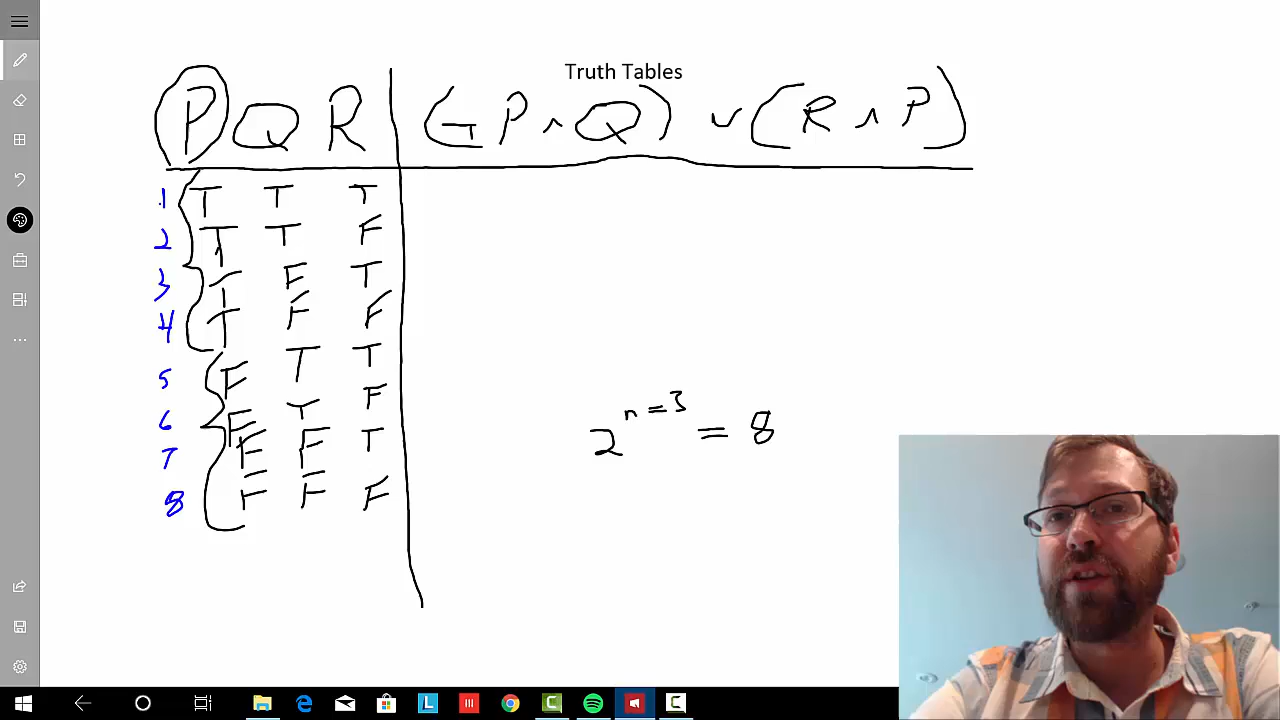 Truth Tables
P Q R (¬P ∧ Q) ∨ (R ∧ P)
1 T T T
2 T T F
3 T F T
4 T F F
5 F T T
6 F T F
7 F F T
8 F F F
2^n=3 = 8